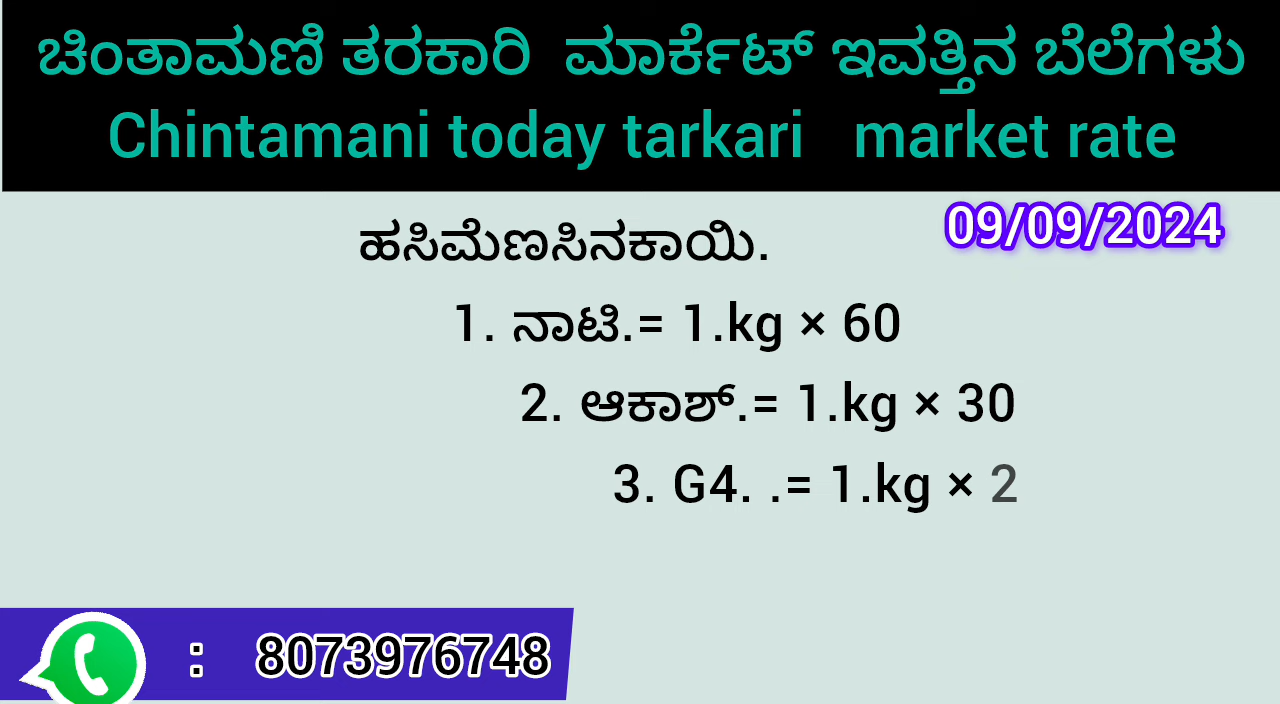 ಚಿಂತಾಮಣಿ ತರಕಾರಿ ಮಾರ್ಕೆಟ್ ಇವತ್ತಿನ ಬೆಲೆಗಳು
Chintamani today tarkari market rate
09/09/2024
ಹಸಿಮೆಣಸಿನಕಾಯಿ.
1. ನಾಟಿ.= 1.kg × 60
2. ಆಕಾಶ್.= 1.kg × 30
3. G4. .= 1.kg × 2
: 8073976748